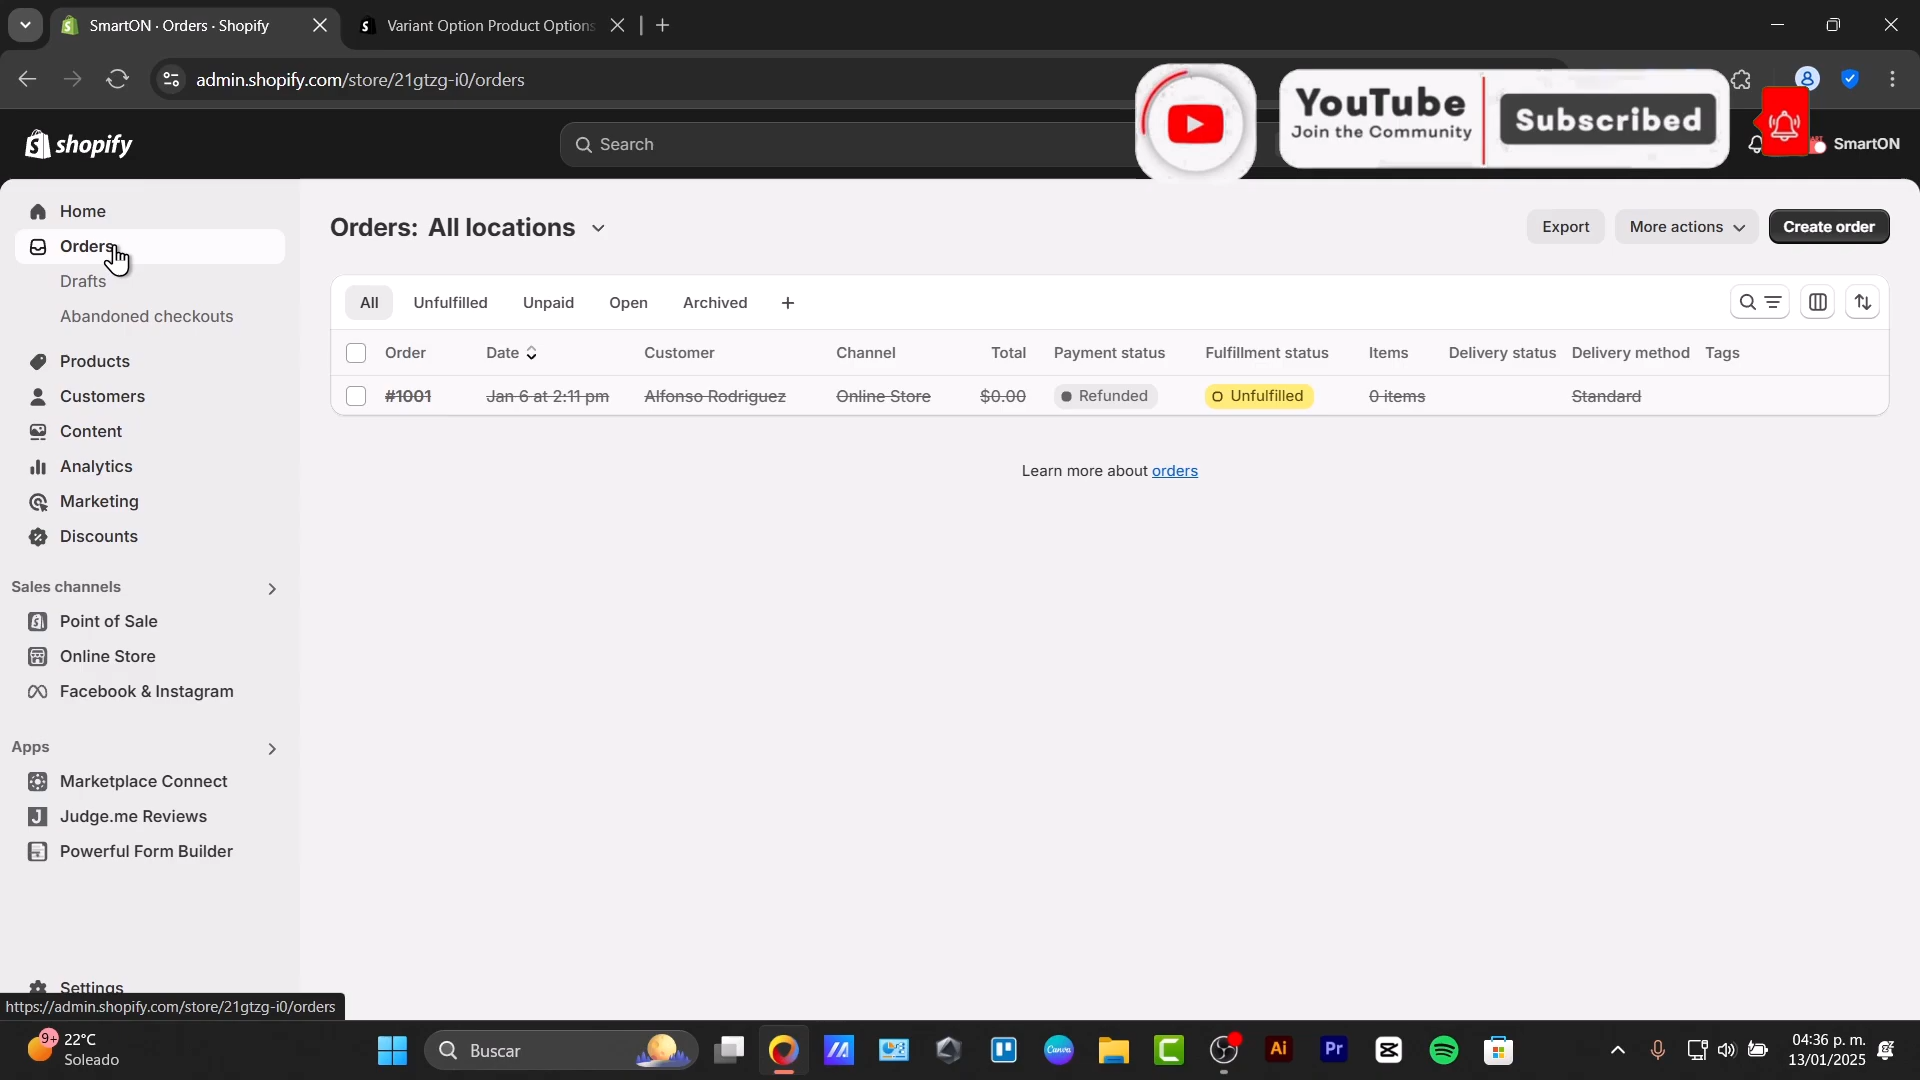 SmartON · Orders · Shopify
Variant Option Product Options
admin.shopify.com/store/21gtzg-i0/orders
YouTube
Join the Community
Subscribed
shopify
Search
SmartON
Home
Orders
Drafts
Abandoned checkouts
Products
Customers
Content
Analytics
Marketing
Discounts
Sales channels
Point of Sale
Online Store
Facebook & Instagram
Apps
Marketplace Connect
Judge.me Reviews
Powerful Form Builder
Settings
https://admin.shopify.com/store/21gtzg-i0/orders
Orders: All locations
Export
More actions
Create order
All Unfulfilled Unpaid Open Archived +
Order Date Customer Channel Total Payment status Fulfillment status Items Delivery status Delivery method Tags
#1001 Jan 6 at 2:11 pm Alfonso Rodriguez Online Store $0.00 Refunded Unfulfilled 0 items Standard
Learn more about orders
9+
22°C
Soleado
Buscar
Canva
Ai
Pr
04:36 p. m.
13/01/2025